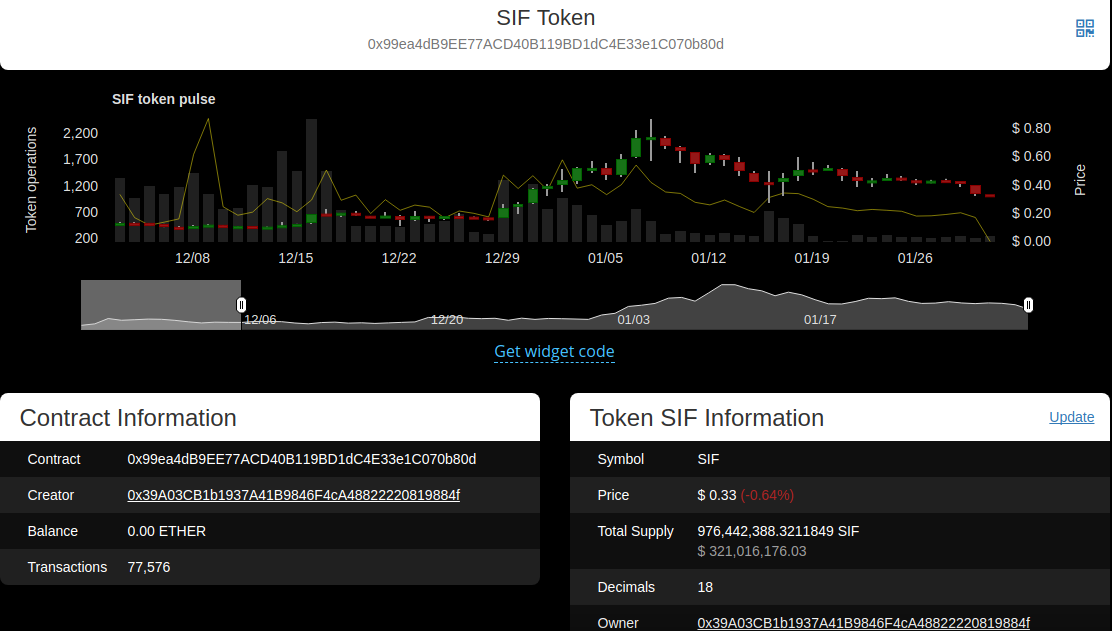 SIF Token
0x99ea4dB9EE77ACD40B119BD1dC4E33e1C070b80d
SIF token pulse
Token operations
2,200
1,700
1,200
700
200
$ 0.80
$ 0.60
$ 0.40
$ 0.20
$ 0.00
Price
12/08 12/15 12/22 12/29 01/05 01/12 01/19 01/26
12/06 12/20 01/03 01/17
Get widget code
Contract Information
Contract 0x99ea4dB9EE77ACD40B119BD1dC4E33e1C070b80d
Creator 0x39A03CB1b1937A41B9846F4cA48822220819884f
Balance 0.00 ETHER
Transactions 77,576
Token SIF Information Update
Symbol SIF
Price $ 0.33 (-0.64%)
Total Supply 976,442,388.3211849 SIF
$ 321,016,176.03
Decimals 18
Owner 0x39A03CB1b1937A41B9846F4cA48822220819884f